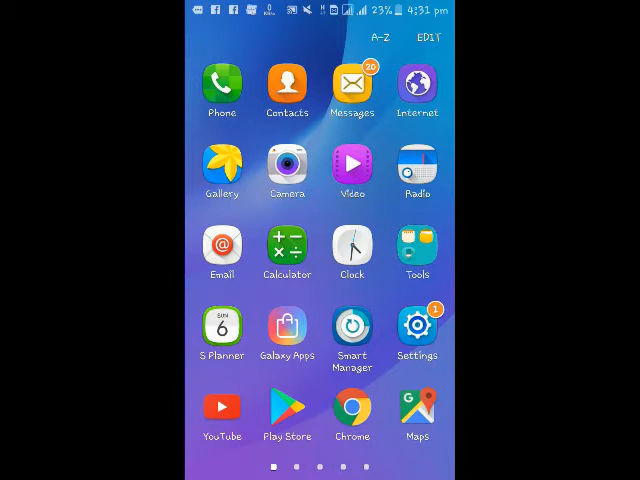 23% 4:31 pm
A-Z EDIT
20
Phone Contacts Messages Internet
Gallery Camera Video Radio
Email Calculator Clock Tools
SUN
6
1
S Planner Galaxy Apps Smart Manager Settings
G
YouTube Play Store Chrome Maps